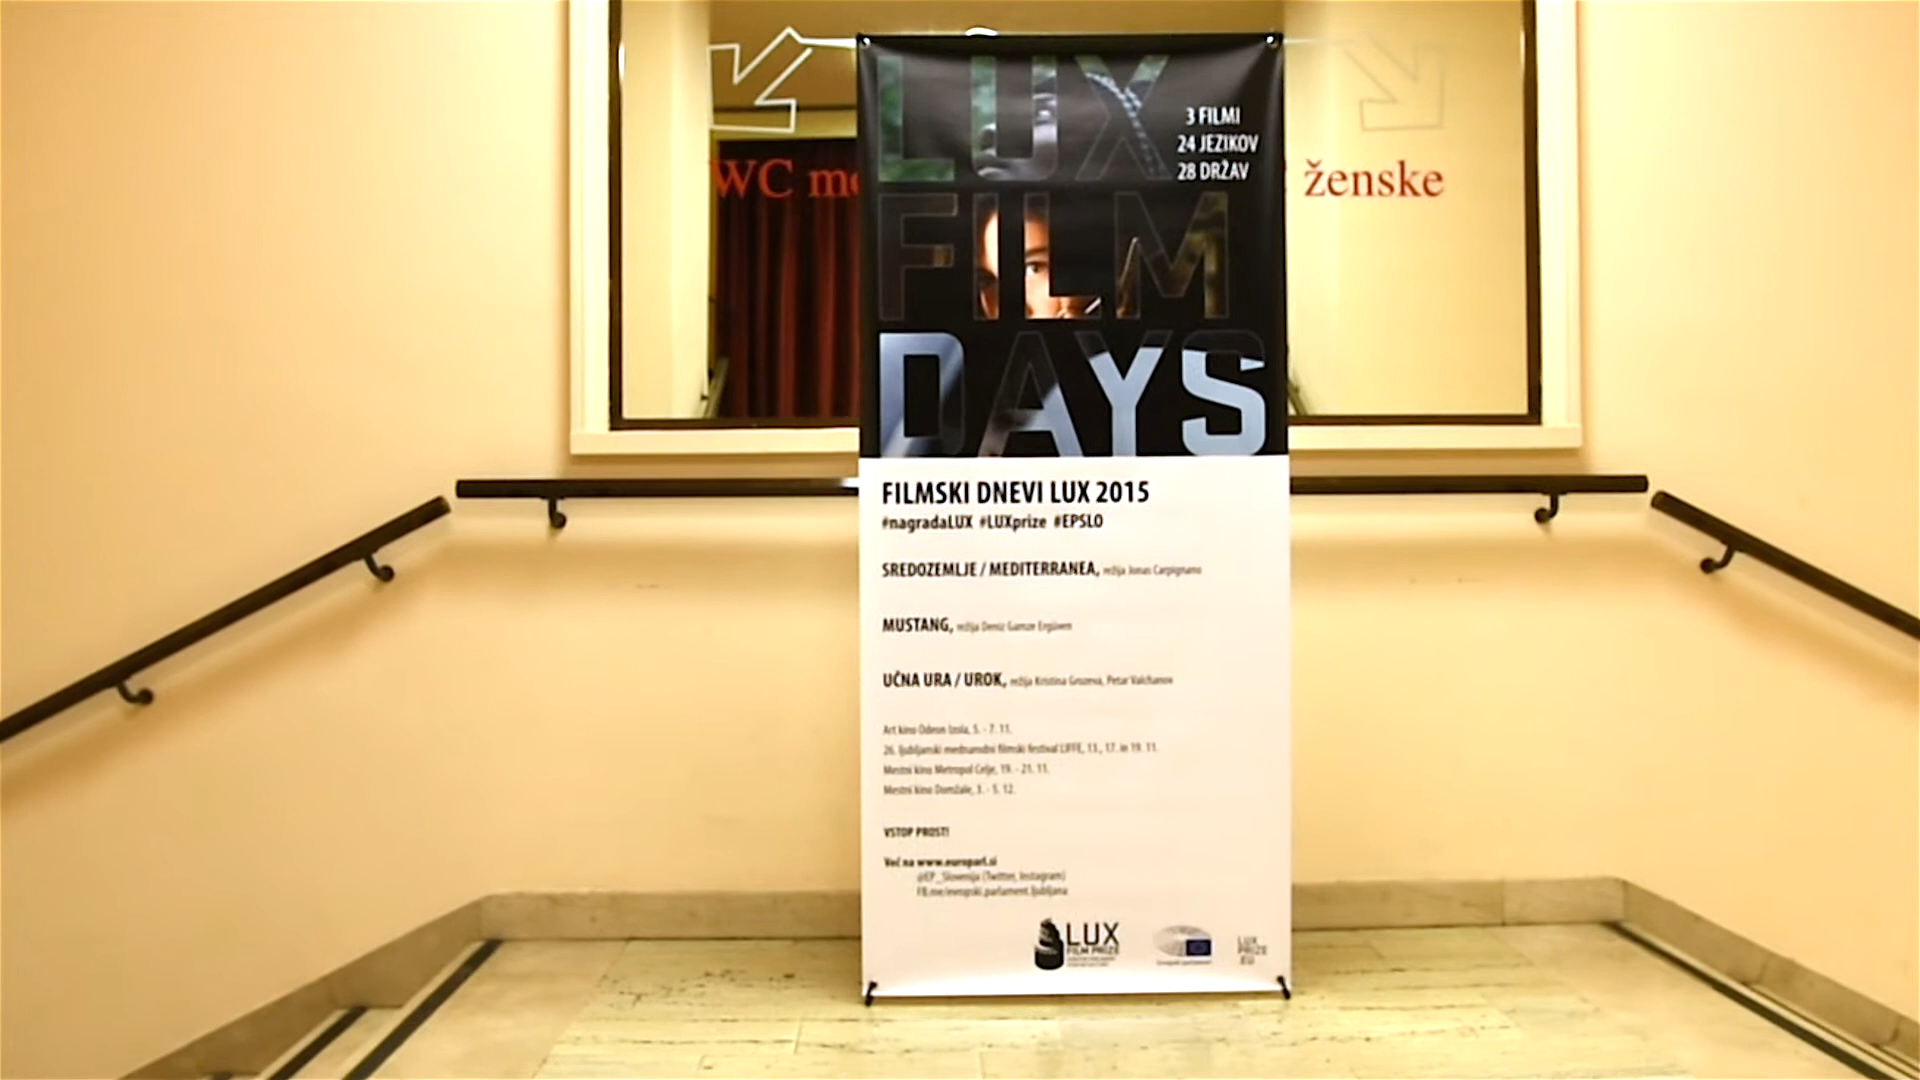 WC
ženske
LUX
FILM
DAYS
3 FILMI
24 JEZIKOV
28 DRŽAV
FILMSKI DNEVI LUX 2015
#nagradaLUX #LUXprize #EPSLO
SREDOZEMLJE / MEDITERRANEA, režija Jonas Carpignano
MUSTANG, režija Deniz Gamze Ergüven
UČNA URA / UROK, režija Kristina Grozeva, Petar Valchanov
Art kino Odeon Izola, 5. - 7. 11.
26. ljubljanski mednarodni filmski festival LIFFE, 13., 17. in 19. 11.
Mestni kino Metropol Celje, 19. - 21. 11.
Mestni kino Domžale, 3. - 5. 12.
VSTOP PROST!
Več na www.europarl.si
@EP_Slovenija (Twitter, Instagram)
FB.me/evropski.parlament.ljubljana
LUX
FILM PRIZE
LUX
PRIZE
.EU